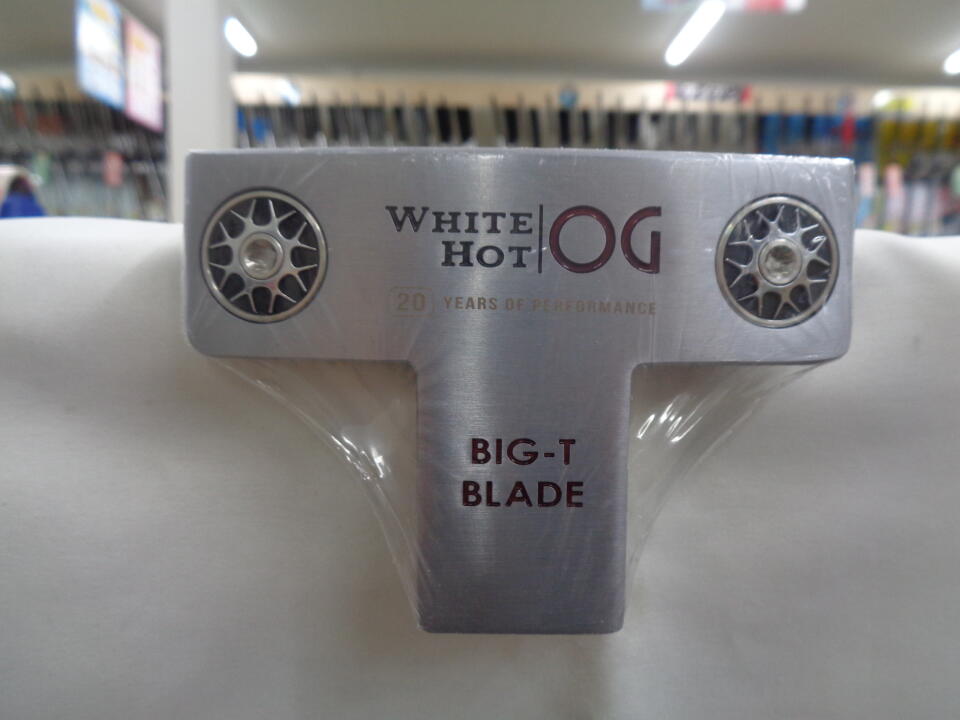 WHITE HOT OG
20 YEARS OF PERFORMANCE
BIG-T
BLADE